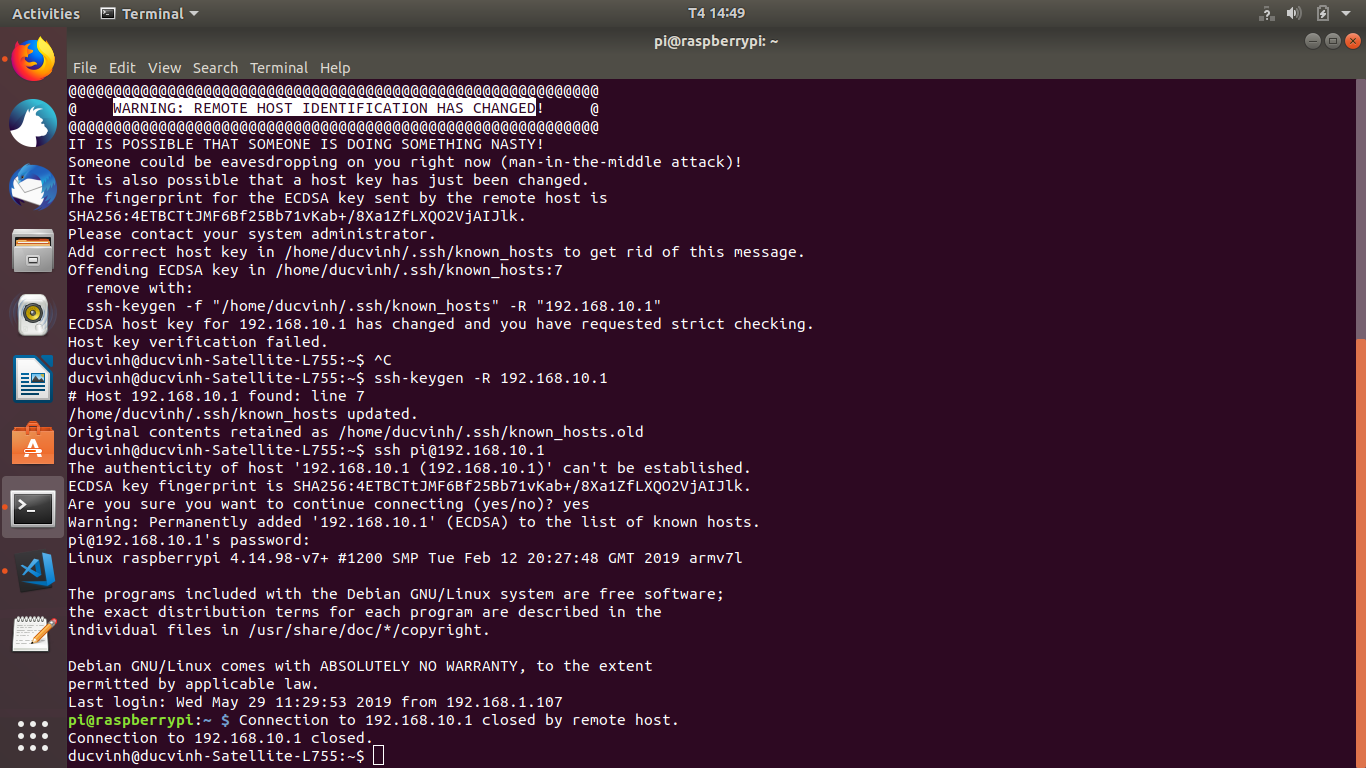 Activities Terminal T4 14:49
pi@raspberrypi: ~
File Edit View Search Terminal Help
@@@@@@@@@@@@@@@@@@@@@@@@@@@@@@@@@@@@@@@@@@@@@@@@@@@@@@@@@@@
@    WARNING: REMOTE HOST IDENTIFICATION HAS CHANGED!     @
@@@@@@@@@@@@@@@@@@@@@@@@@@@@@@@@@@@@@@@@@@@@@@@@@@@@@@@@@@@
IT IS POSSIBLE THAT SOMEONE IS DOING SOMETHING NASTY!
Someone could be eavesdropping on you right now (man-in-the-middle attack)!
It is also possible that a host key has just been changed.
The fingerprint for the ECDSA key sent by the remote host is
SHA256:4ETBCTtJMF6Bf25Bb71vKab+/8Xa1ZfLXQO2VjAIJlk.
Please contact your system administrator.
Add correct host key in /home/ducvinh/.ssh/known_hosts to get rid of this message.
Offending ECDSA key in /home/ducvinh/.ssh/known_hosts:7
  remove with:
  ssh-keygen -f "/home/ducvinh/.ssh/known_hosts" -R "192.168.10.1"
ECDSA host key for 192.168.10.1 has changed and you have requested strict checking.
Host key verification failed.
ducvinh@ducvinh-Satellite-L755:~$ ^C
ducvinh@ducvinh-Satellite-L755:~$ ssh-keygen -R 192.168.10.1
# Host 192.168.10.1 found: line 7
/home/ducvinh/.ssh/known_hosts updated.
Original contents retained as /home/ducvinh/.ssh/known_hosts.old
ducvinh@ducvinh-Satellite-L755:~$ ssh pi@192.168.10.1
The authenticity of host '192.168.10.1 (192.168.10.1)' can't be established.
ECDSA key fingerprint is SHA256:4ETBCTtJMF6Bf25Bb71vKab+/8Xa1ZfLXQO2VjAIJlk.
Are you sure you want to continue connecting (yes/no)? yes
Warning: Permanently added '192.168.10.1' (ECDSA) to the list of known hosts.
pi@192.168.10.1's password:
Linux raspberrypi 4.14.98-v7+ #1200 SMP Tue Feb 12 20:27:48 GMT 2019 armv7l
The programs included with the Debian GNU/Linux system are free software;
the exact distribution terms for each program are described in the
individual files in /usr/share/doc/*/copyright.
Debian GNU/Linux comes with ABSOLUTELY NO WARRANTY, to the extent
permitted by applicable law.
Last login: Wed May 29 11:29:53 2019 from 192.168.1.107
pi@raspberrypi:~ $ Connection to 192.168.10.1 closed by remote host.
Connection to 192.168.10.1 closed.
ducvinh@ducvinh-Satellite-L755:~$